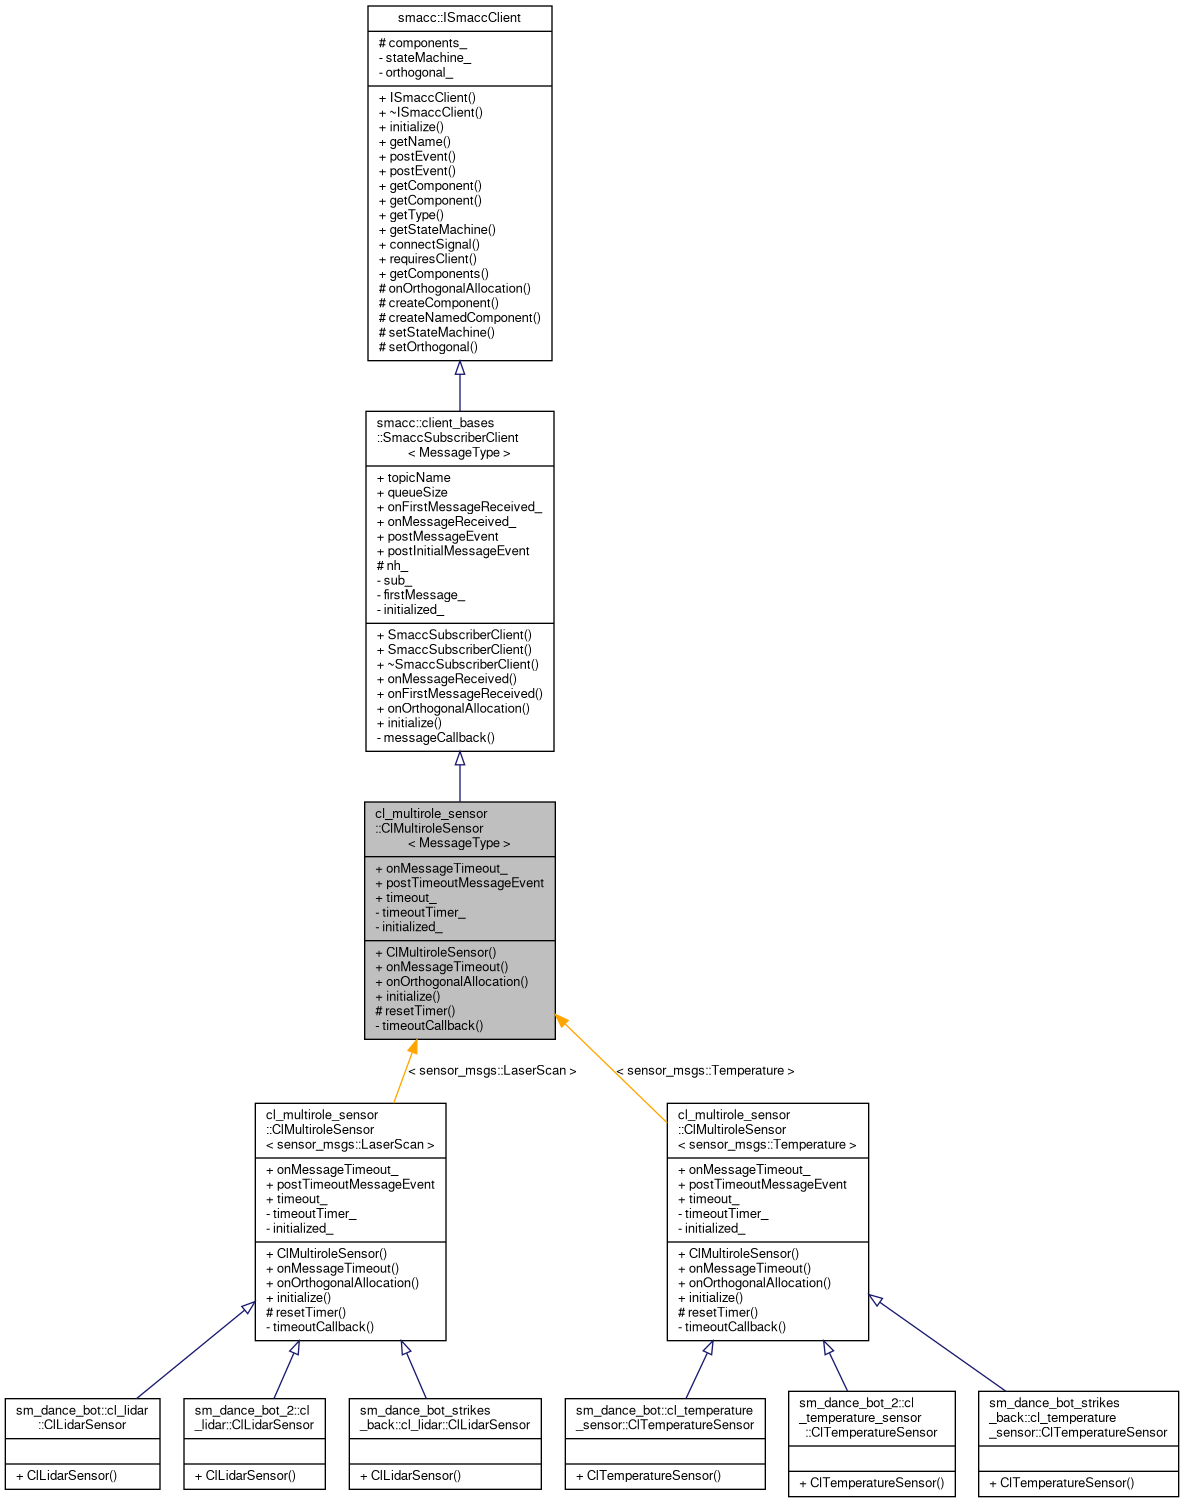 smacc::ISmaccClient
# components_
- stateMachine_
- orthogonal_
+ ISmaccClient()
+ ~ISmaccClient()
+ initialize()
+ getName()
+ postEvent()
+ postEvent()
+ getComponent()
+ getComponent()
+ getType()
+ getStateMachine()
+ connectSignal()
+ requiresClient()
+ getComponents()
# onOrthogonalAllocation()
# createComponent()
# createNamedComponent()
# setStateMachine()
# setOrthogonal()
smacc::client_bases
::SmaccSubscriberClient
< MessageType >
+ topicName
+ queueSize
+ onFirstMessageReceived_
+ onMessageReceived_
+ postMessageEvent
+ postInitialMessageEvent
# nh_
- sub_
- firstMessage_
- initialized_
+ SmaccSubscriberClient()
+ SmaccSubscriberClient()
+ ~SmaccSubscriberClient()
+ onMessageReceived()
+ onFirstMessageReceived()
+ onOrthogonalAllocation()
+ initialize()
- messageCallback()
cl_multirole_sensor
::ClMultiroleSensor
< MessageType >
+ onMessageTimeout_
+ postTimeoutMessageEvent
+ timeout_
- timeoutTimer_
- initialized_
+ ClMultiroleSensor()
+ onMessageTimeout()
+ onOrthogonalAllocation()
+ initialize()
# resetTimer()
- timeoutCallback()
< sensor_msgs::LaserScan >
< sensor_msgs::Temperature >
cl_multirole_sensor
::ClMultiroleSensor
< sensor_msgs::LaserScan >
+ onMessageTimeout_
+ postTimeoutMessageEvent
+ timeout_
- timeoutTimer_
- initialized_
+ ClMultiroleSensor()
+ onMessageTimeout()
+ onOrthogonalAllocation()
+ initialize()
# resetTimer()
- timeoutCallback()
cl_multirole_sensor
::ClMultiroleSensor
< sensor_msgs::Temperature >
+ onMessageTimeout_
+ postTimeoutMessageEvent
+ timeout_
- timeoutTimer_
- initialized_
+ ClMultiroleSensor()
+ onMessageTimeout()
+ onOrthogonalAllocation()
+ initialize()
# resetTimer()
- timeoutCallback()
sm_dance_bot::cl_lidar
::ClLidarSensor
+ ClLidarSensor()
sm_dance_bot_2::cl
_lidar::ClLidarSensor
+ ClLidarSensor()
sm_dance_bot_strikes
_back::cl_lidar::ClLidarSensor
+ ClLidarSensor()
sm_dance_bot::cl_temperature
_sensor::ClTemperatureSensor
+ ClTemperatureSensor()
sm_dance_bot_2::cl
_temperature_sensor
::ClTemperatureSensor
+ ClTemperatureSensor()
sm_dance_bot_strikes
_back::cl_temperature
_sensor::ClTemperatureSensor
+ ClTemperatureSensor()